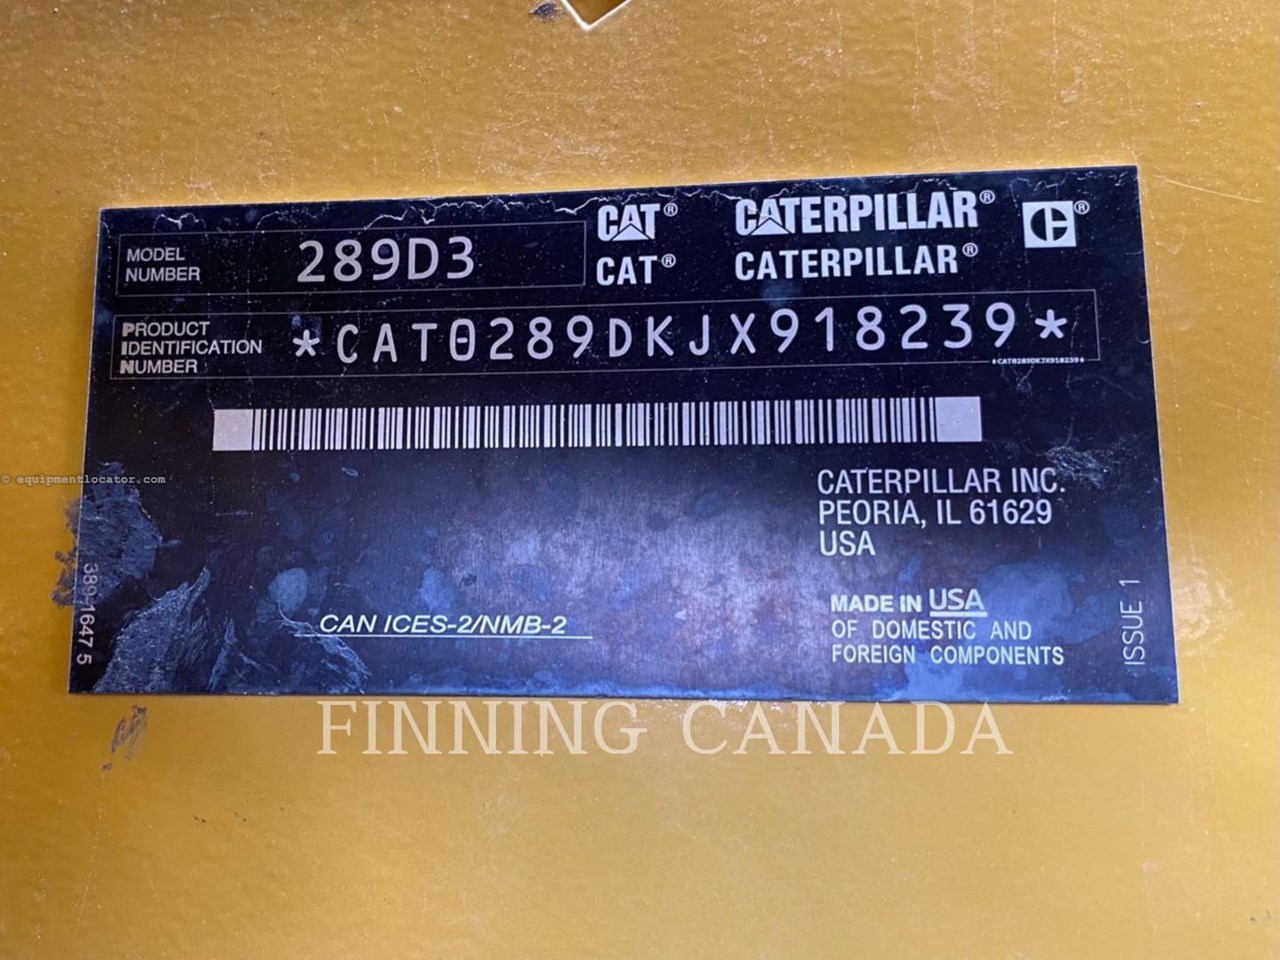 MODEL NUMBER 289D3
CAT® CATERPILLAR® C®
CAT® CATERPILLAR®
PRODUCT IDENTIFICATION NUMBER *CAT0289DKJX918239*
*CAT0289DKJX918239*
CATERPILLAR INC.
PEORIA, IL 61629
USA
© equipmentlocator.com
389-1647 5
CAN ICES-2/NMB-2
MADE IN USA
OF DOMESTIC AND
FOREIGN COMPONENTS
ISSUE 1
FINNING CANADA